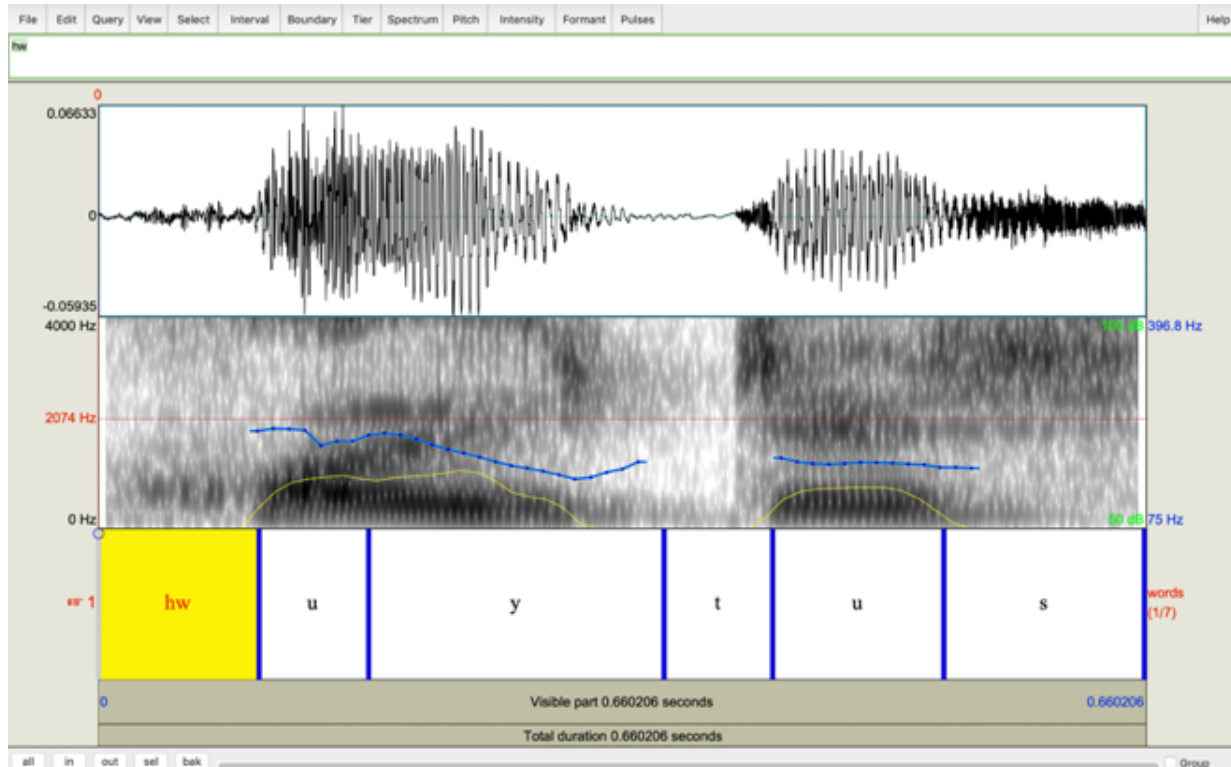 File Edit Query View Select Interval Boundary Tier Spectrum Pitch Intensity Formant Pulses Help
hw
0
0.06633
0
-0.05935
4000 Hz 100 dB 396.8 Hz
2074 Hz
0 Hz 50 dB 75 Hz
1 hw u y t u s words
(1/7)
0 Visible part 0.660206 seconds 0.660206
Total duration 0.660206 seconds
all in out sel bak Group